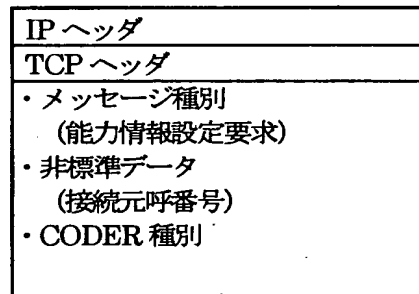 IP ヘッダ
TCP ヘッダ
・メッセージ種別
(能力情報設定要求)
・非標準データ
(接続元呼番号)
・CODER 種別